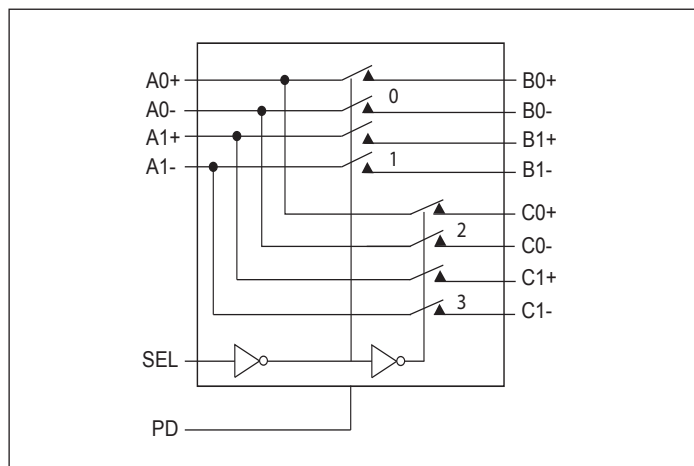 A0+ B0+
A0- 0 B0-
A1+ B1+
A1- 1 B1-
C0+
2 C0-
C1+
3 C1-
SEL
PD